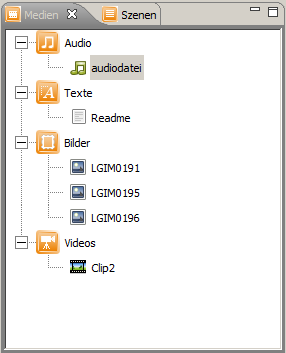 Medien Szenen
Audio
audiodatei
Texte
Readme
Bilder
LGIM0191
LGIM0195
LGIM0196
Videos
Clip2